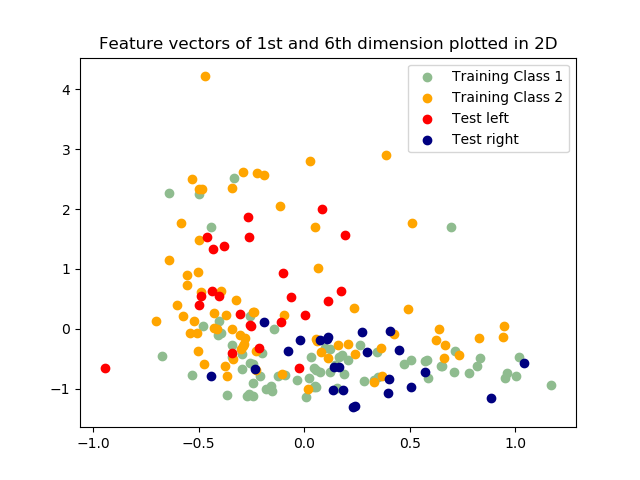 Feature vectors of 1st and 6th dimension plotted in 2D
Training Class 1
Training Class 2
Test left
Test right
4
3
2
1
0
−1
−1.0 −0.5 0.0 0.5 1.0